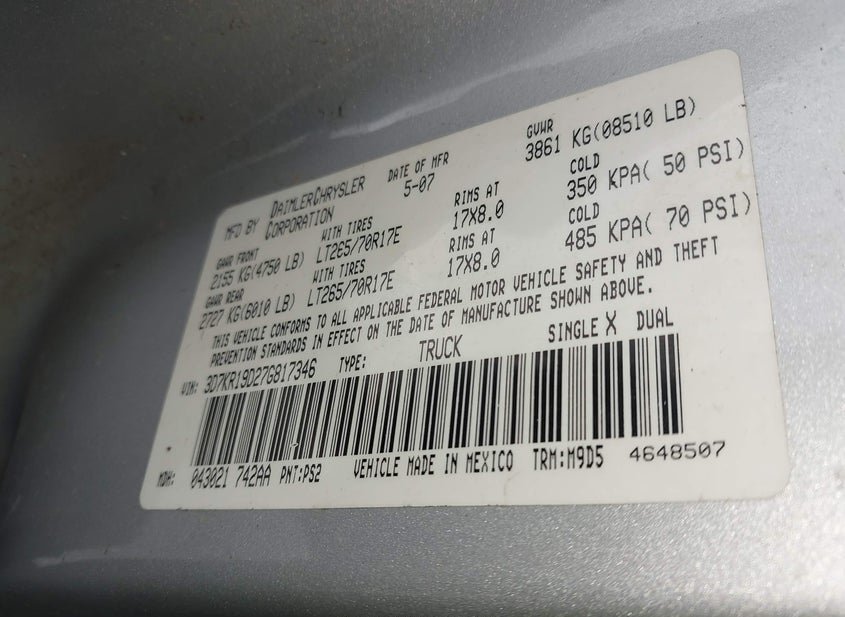 MFD BY DAIMLERCHRYSLER CORPORATION DATE OF MFR 5-07 GVWR 3861 KG(08510 LB)
GAWR FRONT WITH TIRES RIMS AT COLD
2155 KG(4750 LB) LT265/70R17E 17X8.0 350 KPA( 50 PSI)
GAWR REAR WITH TIRES RIMS AT COLD
2727 KG(6010 LB) LT265/70R17E 17X8.0 485 KPA( 70 PSI)
THIS VEHICLE CONFORMS TO ALL APPLICABLE FEDERAL MOTOR VEHICLE SAFETY AND THEFT
PREVENTION STANDARDS IN EFFECT ON THE DATE OF MANUFACTURE SHOWN ABOVE.
VIN: 3D7KR19D27G817346 TYPE: TRUCK SINGLE X DUAL
MDH: 043021 742AA PNT:PS2 VEHICLE MADE IN MEXICO TRM:M9D5 4648507